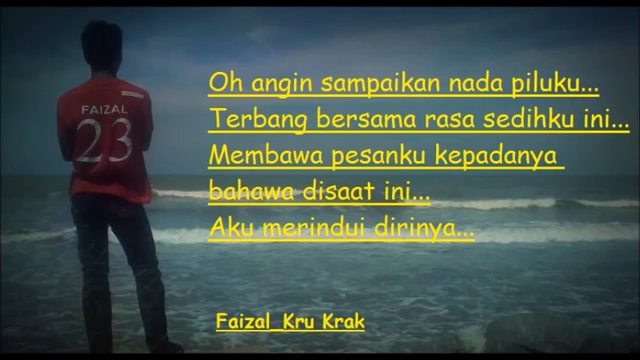 FAIZAL
23
Oh angin sampaikan nada piluku...
Terbang bersama rasa sedihku ini...
Membawa pesanku kepadanya
bahawa disaat ini...
Aku merindui dirinya...
Faizal_Kru Krak